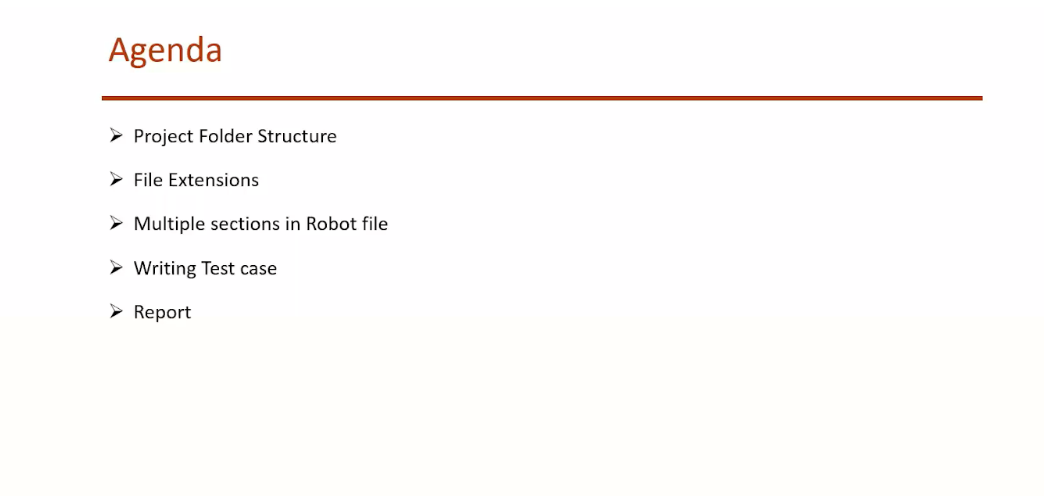 Agenda
➢ Project Folder Structure
➢ File Extensions
➢ Multiple sections in Robot file
➢ Writing Test case
➢ Report